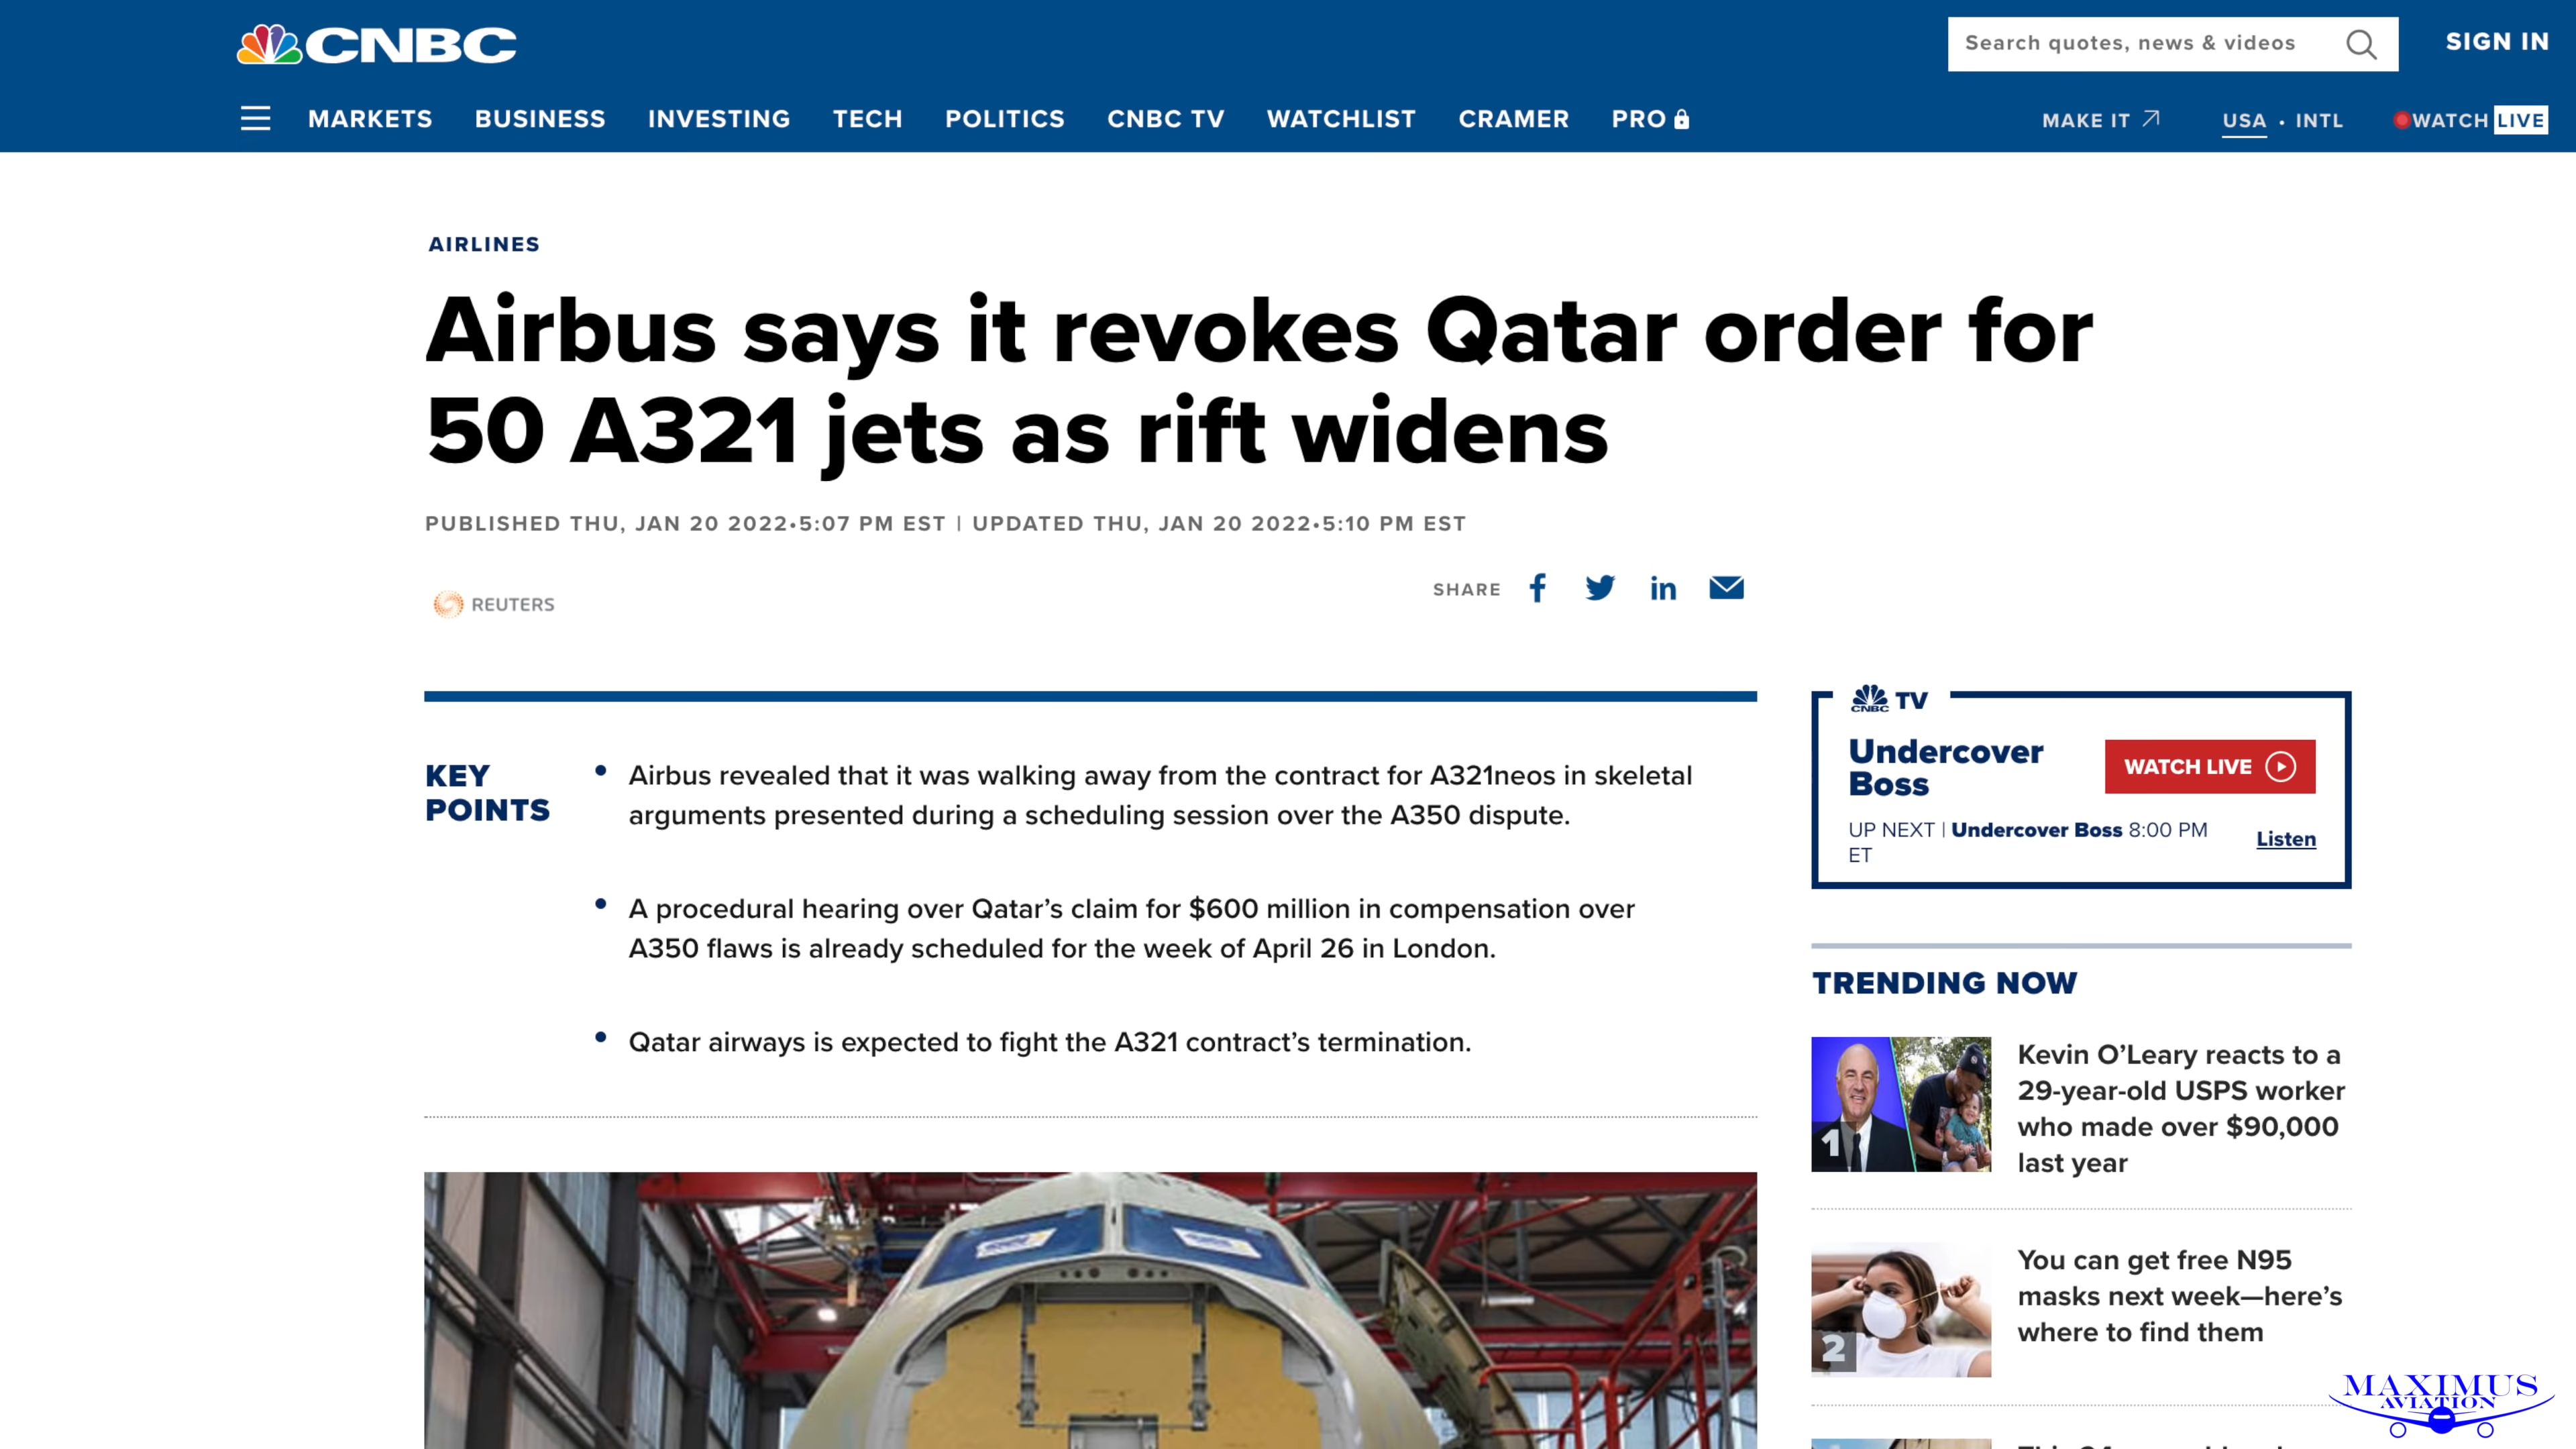 CNBC
Search quotes, news & videos
SIGN IN
MARKETS BUSINESS INVESTING TECH POLITICS CNBC TV WATCHLIST CRAMER PRO
MAKE IT USA • INTL WATCH LIVE
AIRLINES
Airbus says it revokes Qatar order for
50 A321 jets as rift widens
PUBLISHED THU, JAN 20 2022•5:07 PM EST | UPDATED THU, JAN 20 2022•5:10 PM EST
REUTERS
SHARE
KEY
POINTS
• Airbus revealed that it was walking away from the contract for A321neos in skeletal
arguments presented during a scheduling session over the A350 dispute.
• A procedural hearing over Qatar’s claim for $600 million in compensation over
A350 flaws is already scheduled for the week of April 26 in London.
• Qatar airways is expected to fight the A321 contract’s termination.
CNBC TV
Undercover
Boss
WATCH LIVE
UP NEXT | Undercover Boss 8:00 PM
ET
Listen
TRENDING NOW
1
Kevin O’Leary reacts to a
29-year-old USPS worker
who made over $90,000
last year
2
You can get free N95
masks next week—here’s
where to find them
MAXIMUS
AVIATION